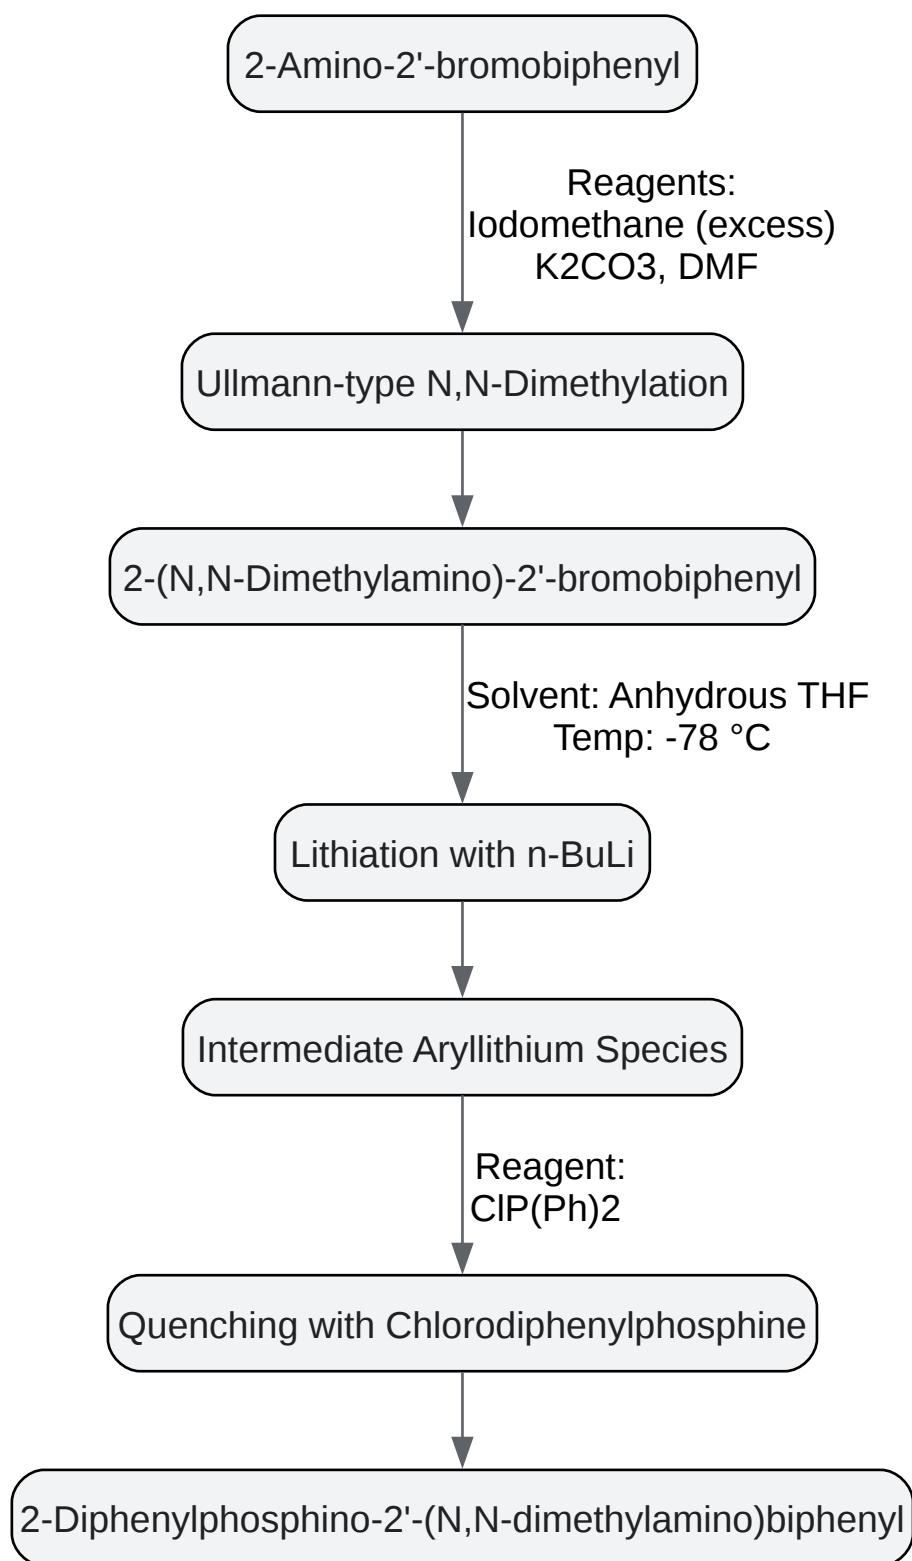 2-Amino-2'-bromobiphenyl
Reagents:
Iodomethane (excess)
K2CO3, DMF
Ullmann-type N,N-Dimethylation
2-(N,N-Dimethylamino)-2'-bromobiphenyl
Solvent: Anhydrous THF
Temp: -78 °C
Lithiation with n-BuLi
Intermediate Aryllithium Species
Reagent:
ClP(Ph)2
Quenching with Chlorodiphenylphosphine
2-Diphenylphosphino-2'-(N,N-dimethylamino)biphenyl